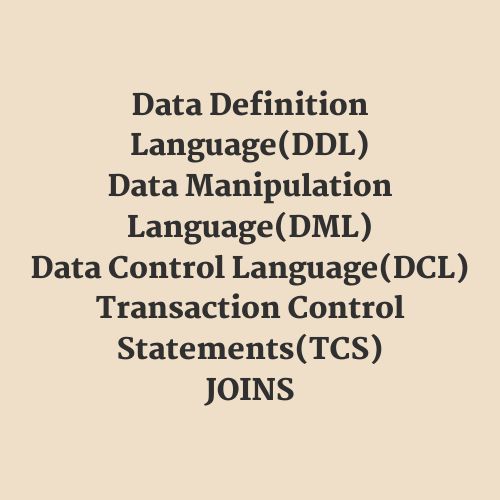 Data Definition
Language(DDL)
Data Manipulation
Language(DML)
Data Control Language(DCL)
Transaction Control
Statements(TCS)
JOINS